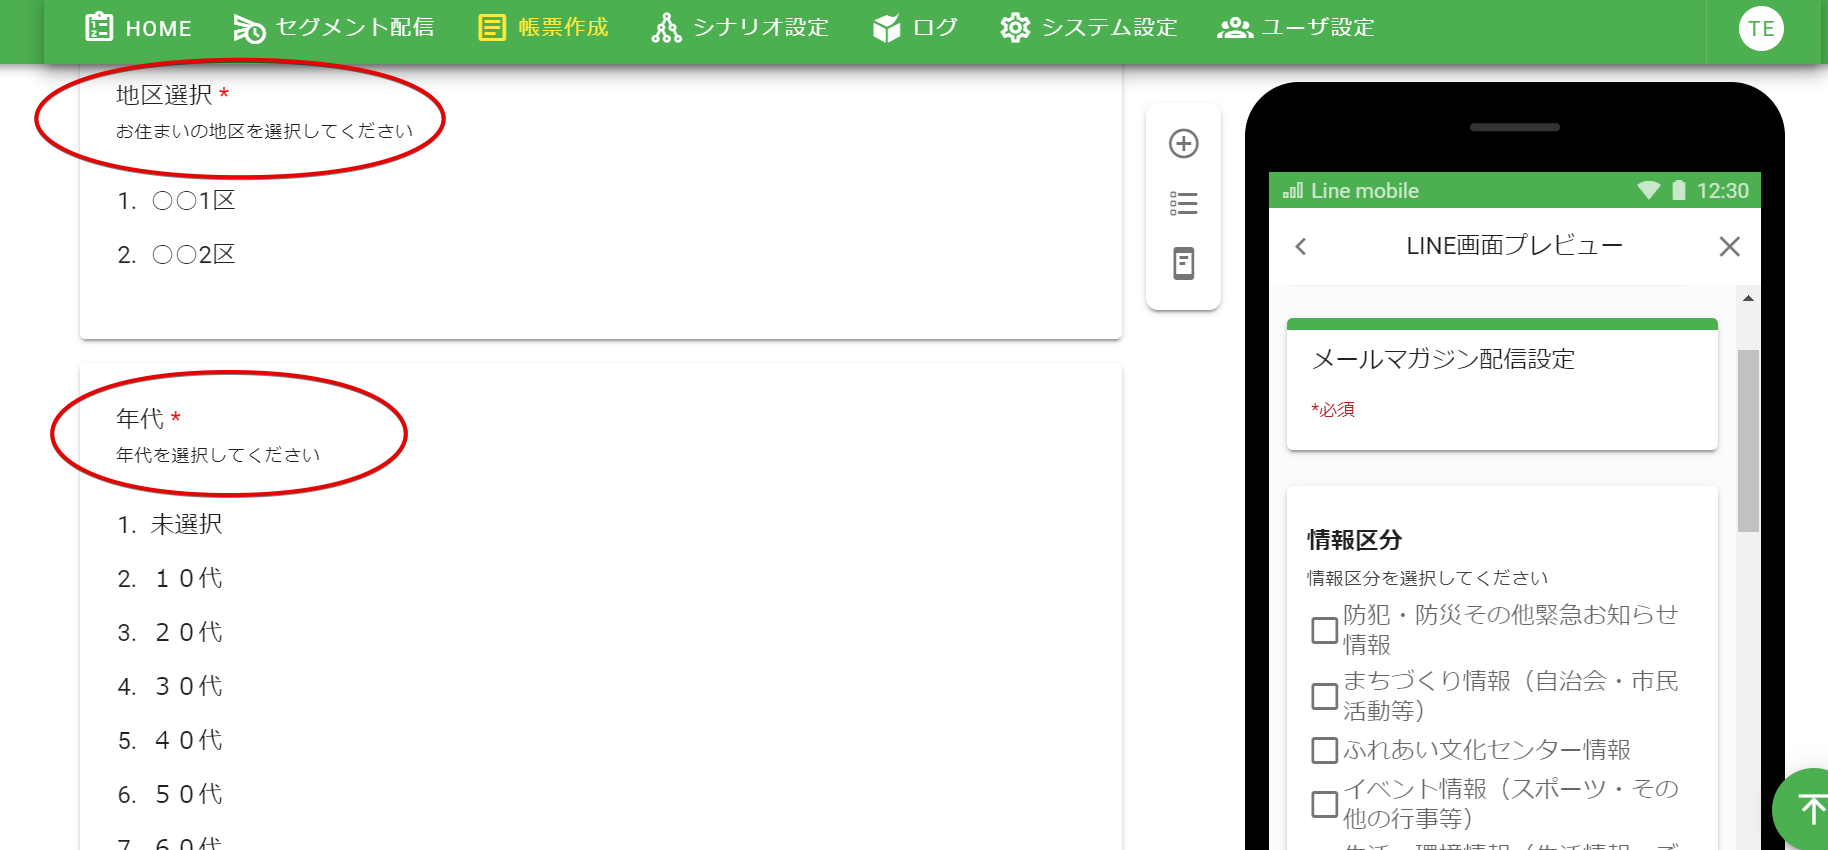 HOME セグメント配信 帳票作成 シナリオ設定 ログ システム設定 ユーザ設定 TE
地区選択 *
お住まいの地区を選択してください
1. 〇〇1区
2. 〇〇2区
年代 *
年代を選択してください
1. 未選択
2. １０代
3. ２０代
4. ３０代
5. ４０代
6. ５０代
7. ６０代
Line mobile 12:30
LINE画面プレビュー
メールマガジン配信設定
*必須
情報区分
情報区分を選択してください
防犯・防災その他緊急お知らせ
情報
まちづくり情報（自治会・市民
活動等）
ふれあい文化センター情報
イベント情報（スポーツ・その
他の行事等）